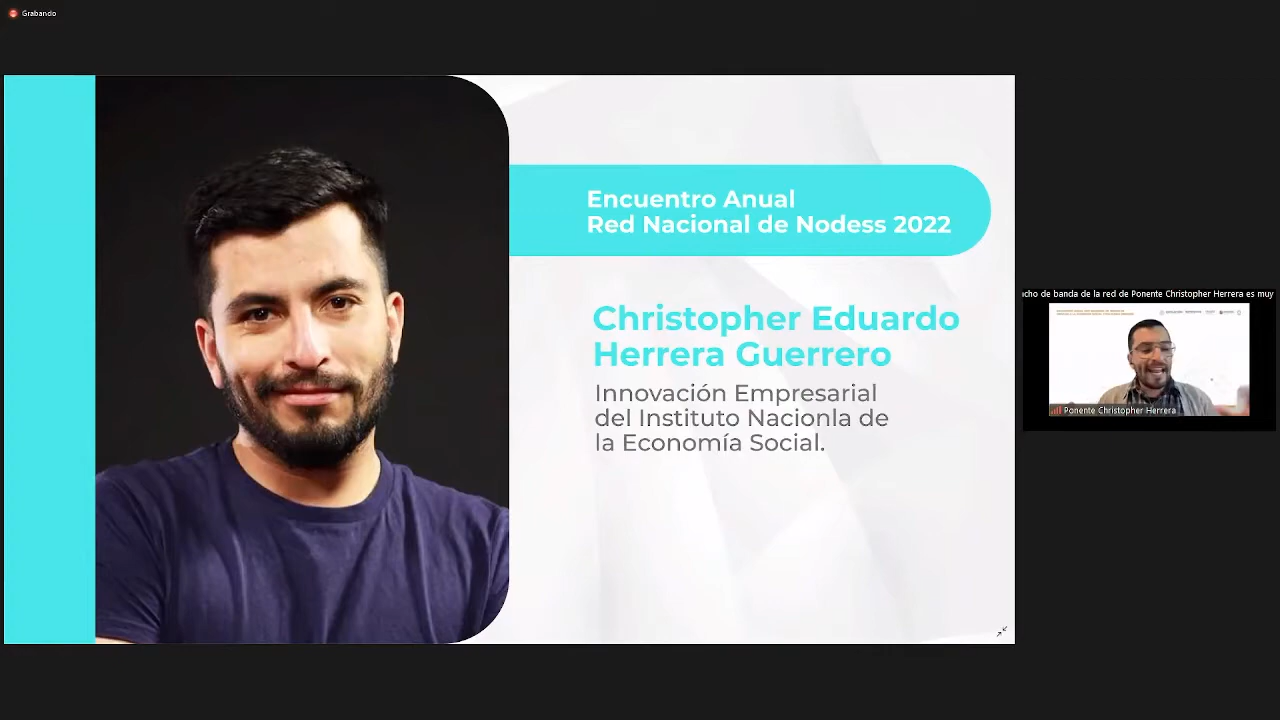 Grabando
Encuentro Anual
Red Nacional de Nodess 2022
Christopher Eduardo
Herrera Guerrero
Innovación Empresarial
del Instituto Nacionla de
la Economía Social.
de banda de la red de Ponente Christopher Herrera es muy
Ponente Christopher Herrera